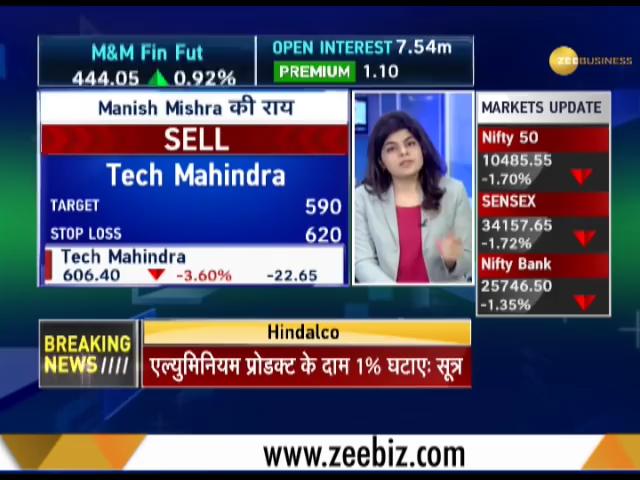 M&M Fin Fut
444.05 0.92%
OPEN INTEREST 7.54m
PREMIUM 1.10
ZEE BUSINESS
Manish Mishra की राय
SELL
Tech Mahindra
TARGET 590
STOP LOSS 620
Tech Mahindra
606.40 -3.60% -22.65
MARKETS UPDATE
Nifty 50
10485.55
-1.70%
SENSEX
34157.65
-1.72%
Nifty Bank
25746.50
-1.35%
BREAKING
NEWS
Hindalco
एल्युमिनियम प्रोडक्ट के दाम 1% घटाए: सूत्र
www.zeebiz.com